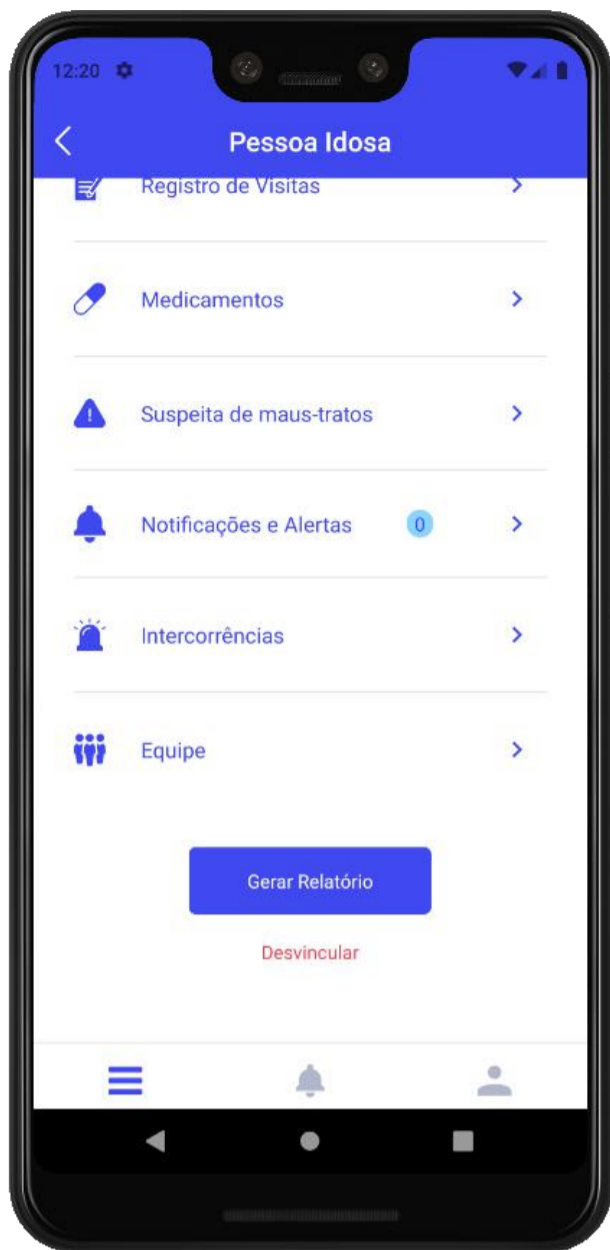 12:20
Pessoa Idosa
Registro de Visitas
Medicamentos
Suspeita de maus-tratos
Notificações e Alertas 0
Intercorrências
Equipe
Gerar Relatório
Desvincular